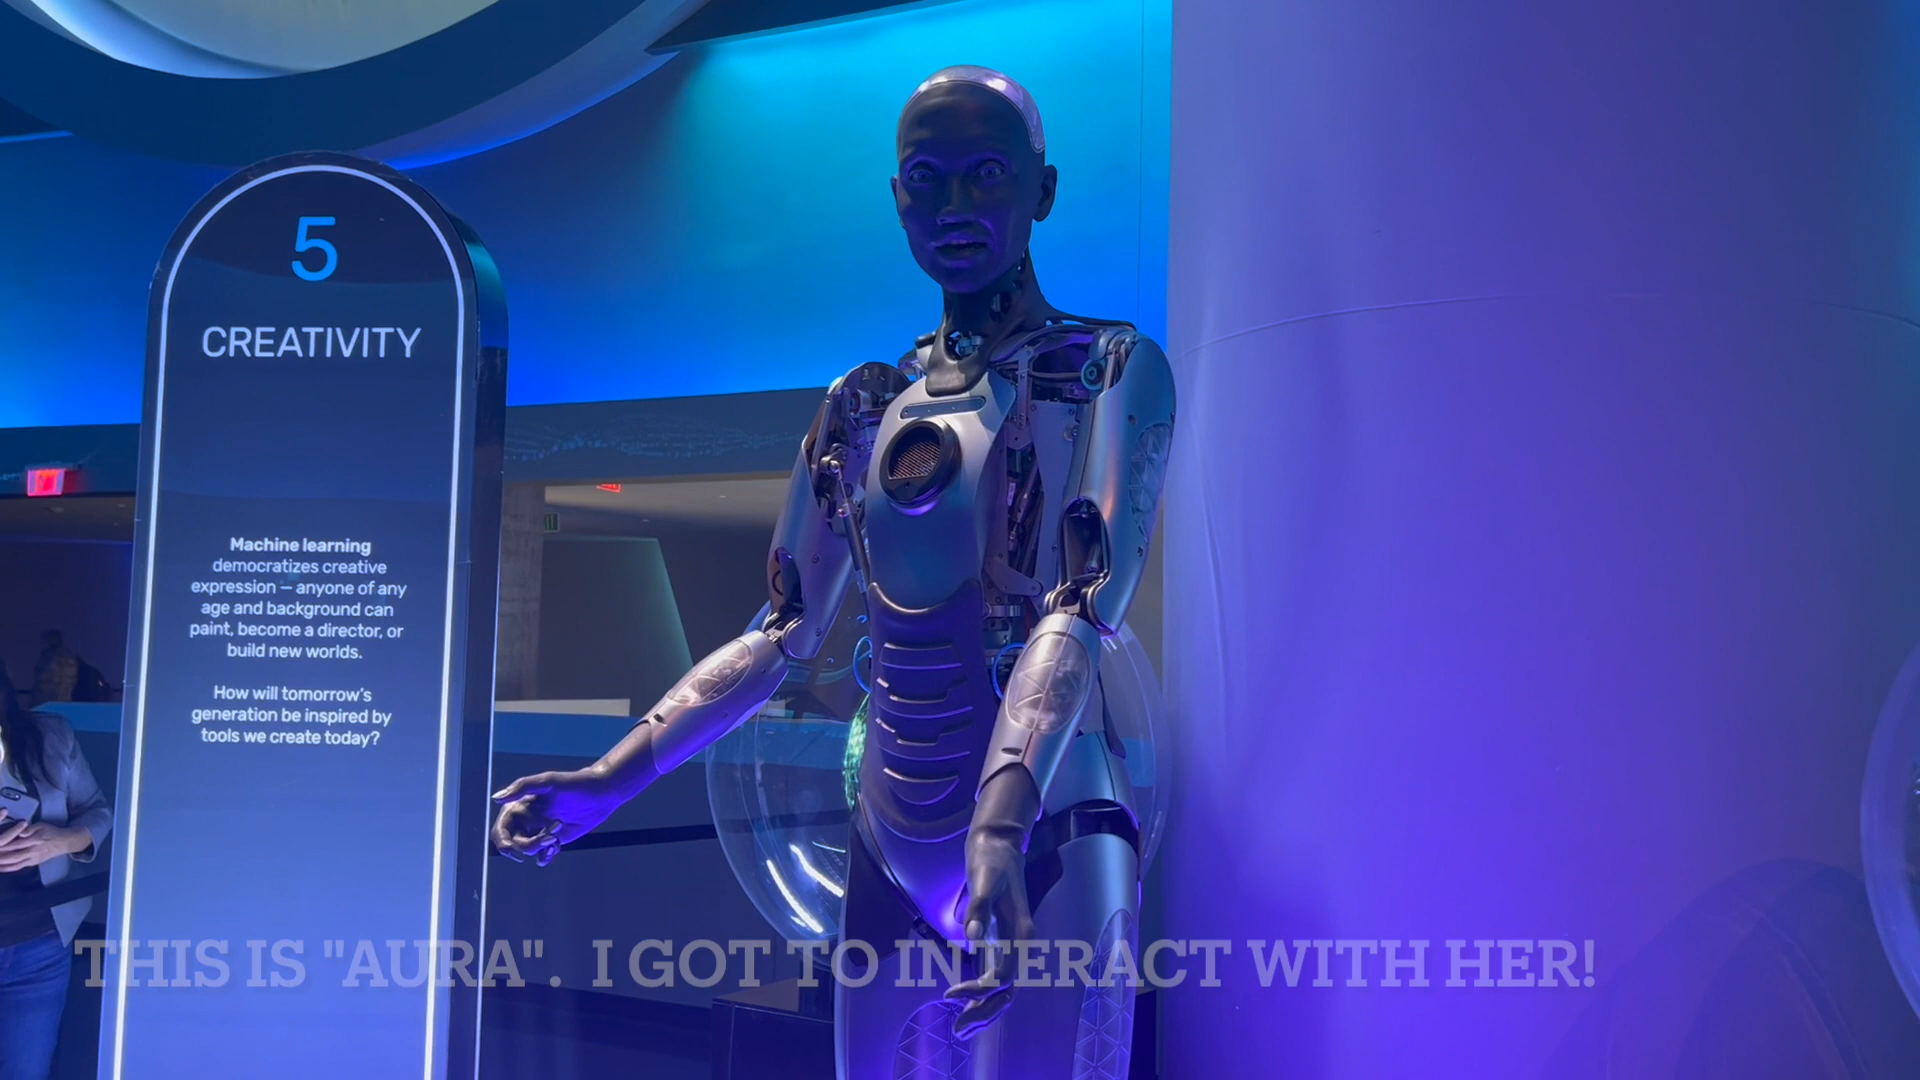 5
CREATIVITY
Machine learning
democratizes creative
expression — anyone of any
age and background can
paint, become a director, or
build new worlds.
How will tomorrow's
generation be inspired by
tools we create today?
THIS IS "AURA". I GOT TO INTERACT WITH HER!